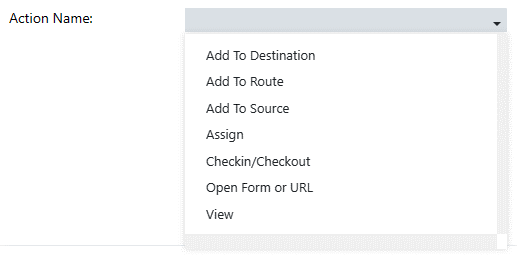 Action Name:
Add To Destination
Add To Route
Add To Source
Assign
Checkin/Checkout
Open Form or URL
View